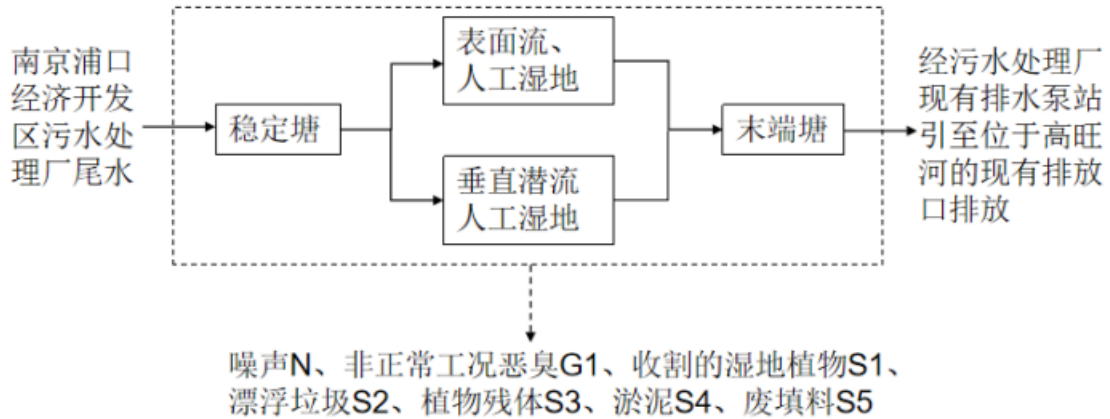 南京浦口
经济开发
区污水处
理厂尾水
稳定塘
表面流、
人工湿地
垂直潜流
人工湿地
末端塘
经污水处理厂
现有排水泵站
引至位于高旺
河的现有排放
口排放
噪声N、非正常工况恶臭G1、收割的湿地植物S1、
漂浮垃圾S2、植物残体S3、淤泥S4、废填料S5